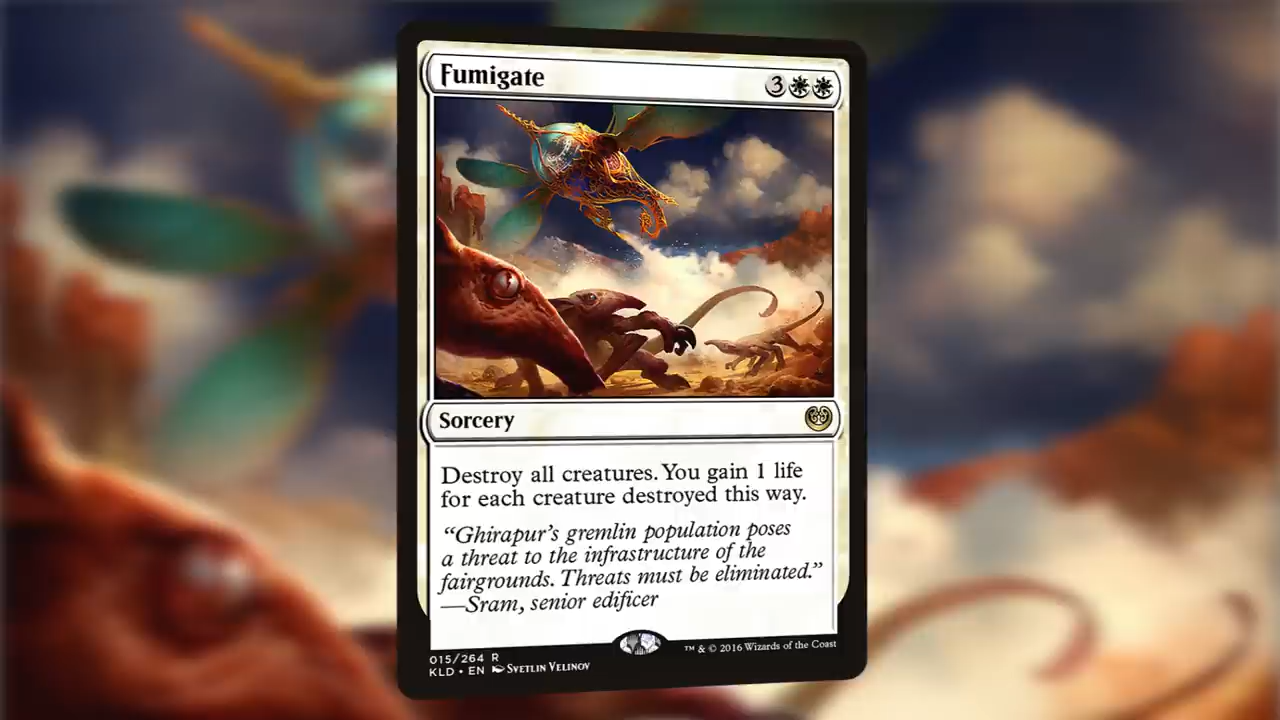 Fumigate
3
Sorcery
Destroy all creatures. You gain 1 life
for each creature destroyed this way.
“Ghirapur’s gremlin population poses
a threat to the infrastructure of the
fairgrounds. Threats must be eliminated.”
—Sram, senior edificer
015/264 R
KLD • EN Svetlin Velinov
™ & © 2016 Wizards of the Coast